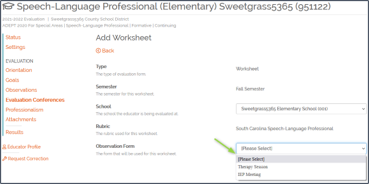 Speech-Language Professional (Elementary) Sweetgrass5365 (951122)
2021-2022 Evaluation | Sweetgrass5365 County School District
ADEPT 2020 For Special Areas | Speech-Language Professional | Formative | Continuing
Status
Settings
EVALUATION
Orientation
Goals
Observations
Evaluation Conferences
Professionalism
Attachments
Results
Educator Profile
Request Correction
Add Worksheet
Back
Type
The type of evaluation form.
Worksheet
Semester
The semester for this worksheet.
Fall Semester
School
The school the educator is being evaluated at.
Sweetgrass5365 Elementary School (001)
Rubric
The rubric used for this worksheet.
South Carolina Speech-Language Professional
Observation Form
The form that will be used for this worksheet.
(Please Select)
(Please Select)
Therapy Session
IEP Meeting